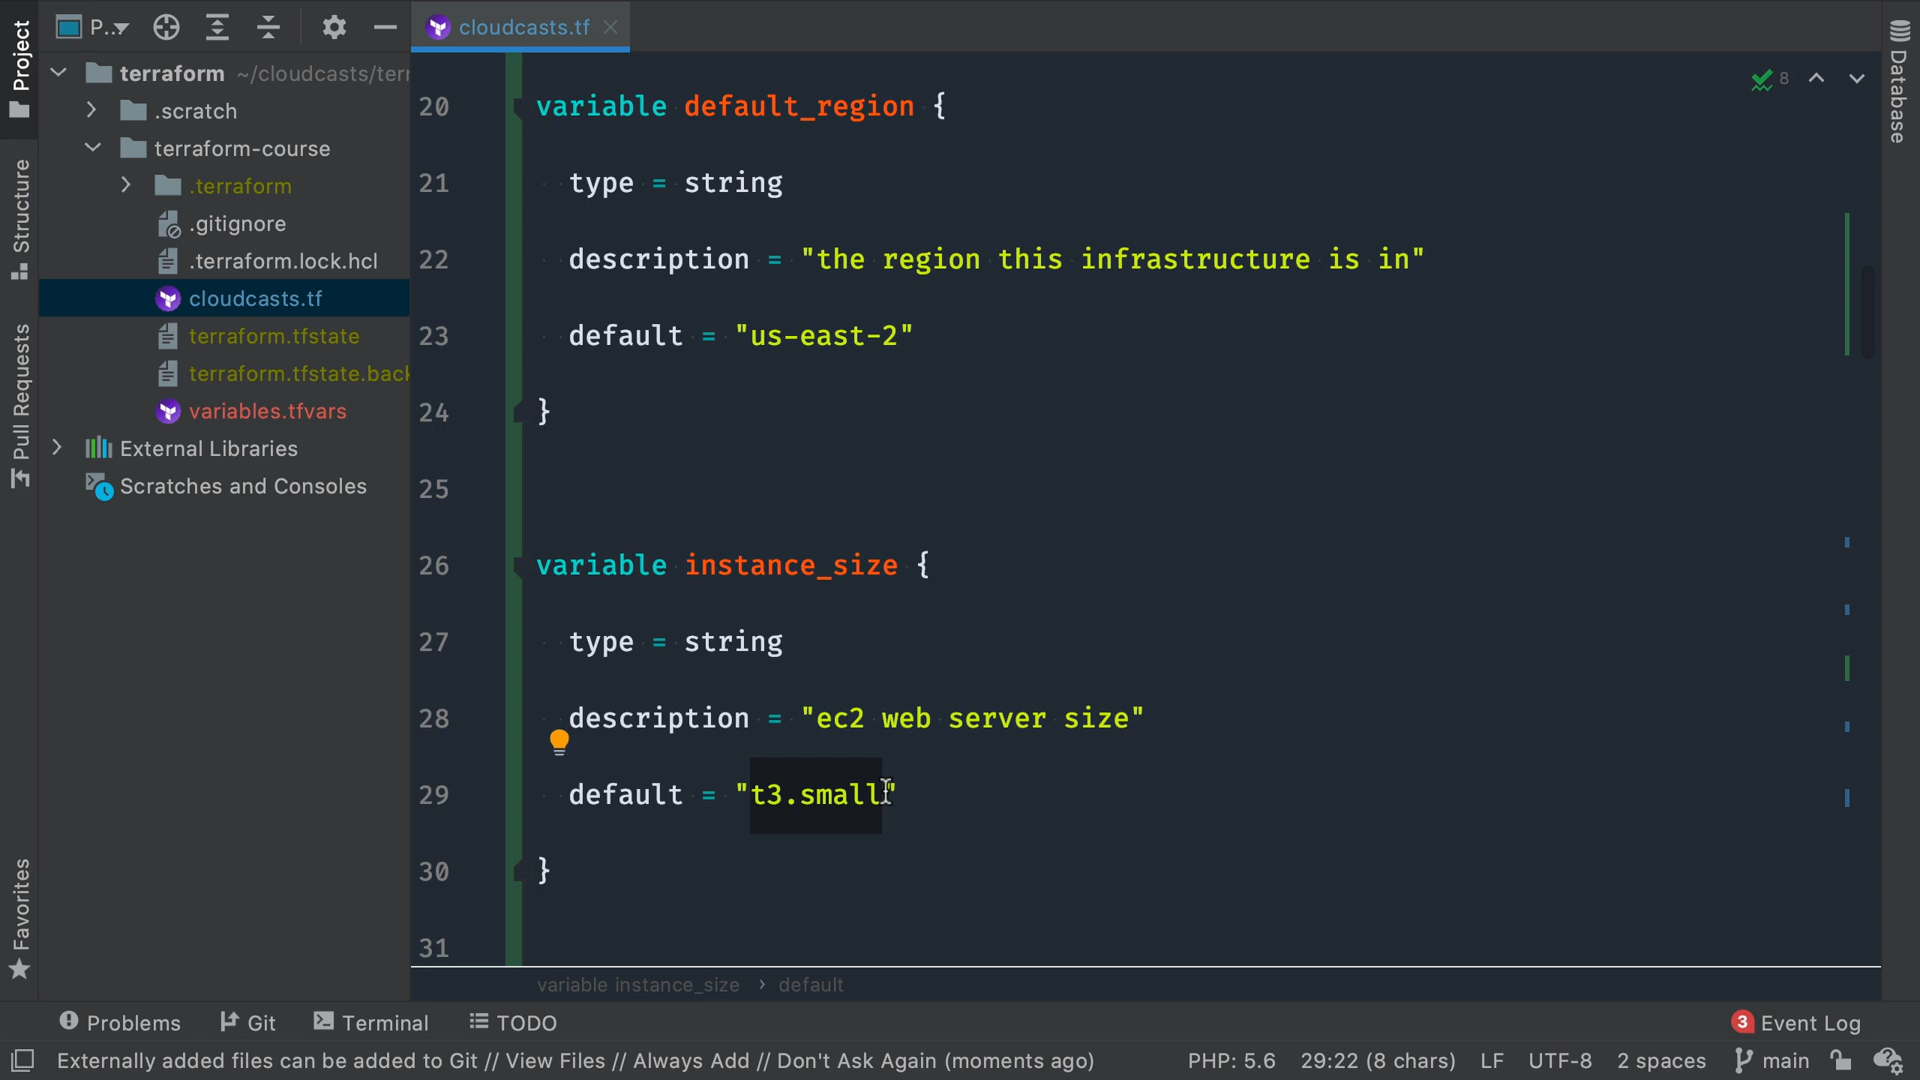 P..
cloudcasts.tf
Project
Structure
Pull Requests
Favorites
Database
terraform ~/cloudcasts/terr
.scratch
terraform-course
.terraform
.gitignore
.terraform.lock.hcl
cloudcasts.tf
terraform.tfstate
terraform.tfstate.back
variables.tfvars
External Libraries
Scratches and Consoles
8
20 variable default_region {
21 type = string
22 description = "the region this infrastructure is in"
23 default = "us-east-2"
24 }
25
26 variable instance_size {
27 type = string
28 description = "ec2 web server size"
29 default = "t3.small"
30 }
31
variable instance_size › default
Problems Git Terminal TODO 3 Event Log
Externally added files can be added to Git // View Files // Always Add // Don't Ask Again (moments ago) PHP: 5.6 29:22 (8 chars) LF UTF-8 2 spaces main